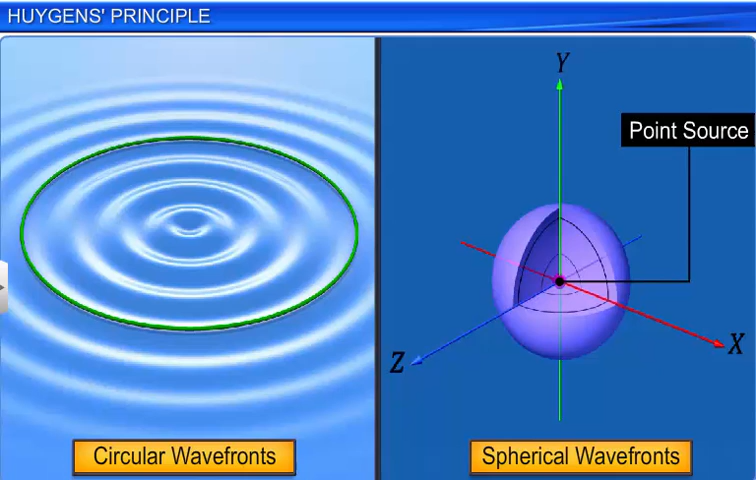 HUYGENS' PRINCIPLE
Y
Point Source
X
Z
Circular Wavefronts
Spherical Wavefronts